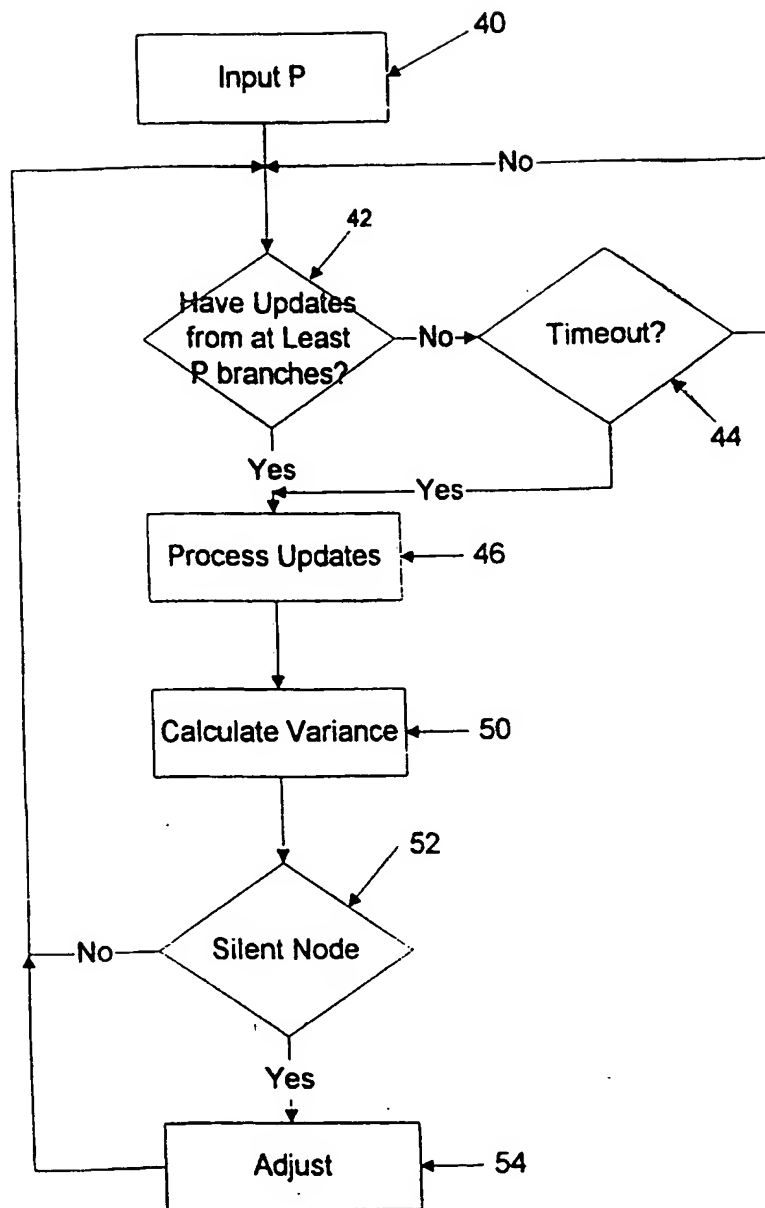 40
Input P
No
42
Have Updates
from at Least
P branches?
No
Timeout?
44
Yes
Yes
Process Updates
46
Calculate Variance
50
52
Silent Node
No
Yes
Adjust
54